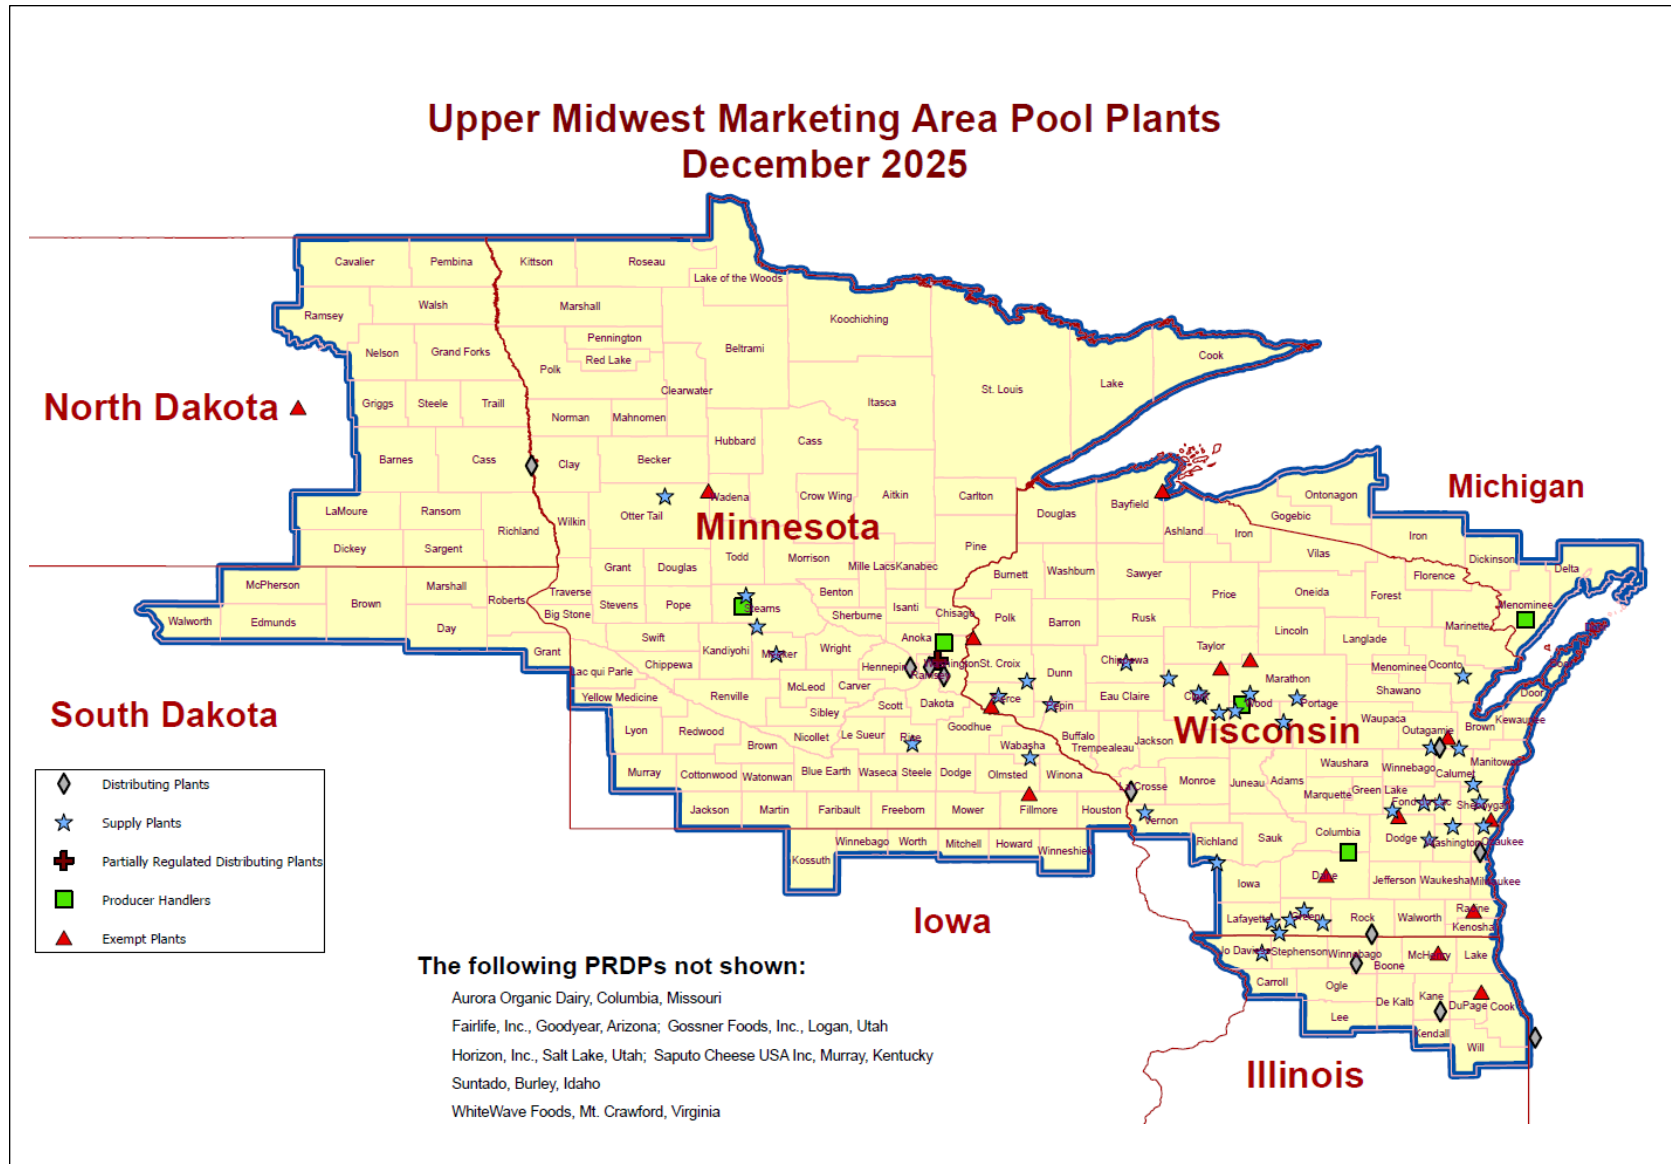 Upper Midwest Marketing Area Pool Plants
December 2025
Cavalier
Pembina
Kittson
Roseau
Lake of the Woods
Ramsey
Walsh
Marshall
Koochiching
Pennington
Nelson
Grand Forks
Red Lake
Beltrami
Cook
Polk
Clearwater
St. Louis
Lake
Itasca
North Dakota
Griggs
Steele
Traill
Norman
Mahnomen
Hubbard
Cass
Barnes
Cass
Clay
Becker
Michigan
Wadena
Crow Wing
Aitkin
Carlton
Bayfield
Ontonagon
LaMoure
Ransom
Otter Tail
Douglas
Gogebic
Richland
Wilkin
Minnesota
Ashland
Iron
Iron
Dickey
Sargent
Pine
Vilas
Todd
Morrison
Dickinson
Grant
Douglas
Mille Lacs
Kanabec
Burnett
Washburn
Sawyer
Florence
Delta
McPherson
Marshall
Traverse
Benton
Price
Oneida
Forest
Brown
Roberts
Stevens
Pope
Stearns
Isanti
Chisago
Menominee
Walworth
Edmunds
Big Stone
Sherburne
Polk
Barron
Rusk
Marinette
Day
Swift
Anoka
Lincoln
Langlade
Grant
Kandiyohi
Meeker
Wright
Taylor
Chippewa
Hennepin
Washington
St. Croix
Chippewa
Menominee
Oconto
Lac qui Parle
Ramsey
Dunn
Marathon
Door
Yellow Medicine
Renville
McLeod
Carver
Pierce
Eau Claire
Clark
Shawano
Door
South Dakota
Scott
Dakota
Pepin
Wood
Portage
Sibley
Waupaca
Kewaunee
Lyon
Redwood
Nicollet
Le Sueur
Rice
Goodhue
Buffalo
Jackson
Wisconsin
Outagamie
Brown
Brown
Wabasha
Trempealeau
Waushara
Winnebago
Manitowoc
Murray
Cottonwood
Watonwan
Blue Earth
Waseca
Steele
Dodge
Olmsted
Winona
La Crosse
Monroe
Juneau
Adams
Calumet
Marquette
Green Lake
Fond du Lac
Sheboygan
Jackson
Martin
Faribault
Freeborn
Mower
Fillmore
Houston
Vernon
Distributing Plants
Supply Plants
Partially Regulated Distributing Plants
Producer Handlers
Exempt Plants
Kossuth
Winnebago
Worth
Mitchell
Howard
Winneshiek
Richland
Sauk
Columbia
Dodge
Washington
Ozaukee
Iowa
Dane
Jefferson
Waukesha
Milwaukee
Iowa
Lafayette
Green
Rock
Walworth
Racine
Kenosha
Jo Daviess
Stephenson
Winnebago
Boone
McHenry
Lake
Carroll
Ogle
De Kalb
Kane
DuPage
Cook
Lee
Kendall
Will
Illinois
The following PRDPs not shown:
Aurora Organic Dairy, Columbia, Missouri
Fairlife, Inc., Goodyear, Arizona; Gossner Foods, Inc., Logan, Utah
Horizon, Inc., Salt Lake, Utah; Saputo Cheese USA Inc, Murray, Kentucky
Suntado, Burley, Idaho
WhiteWave Foods, Mt. Crawford, Virginia